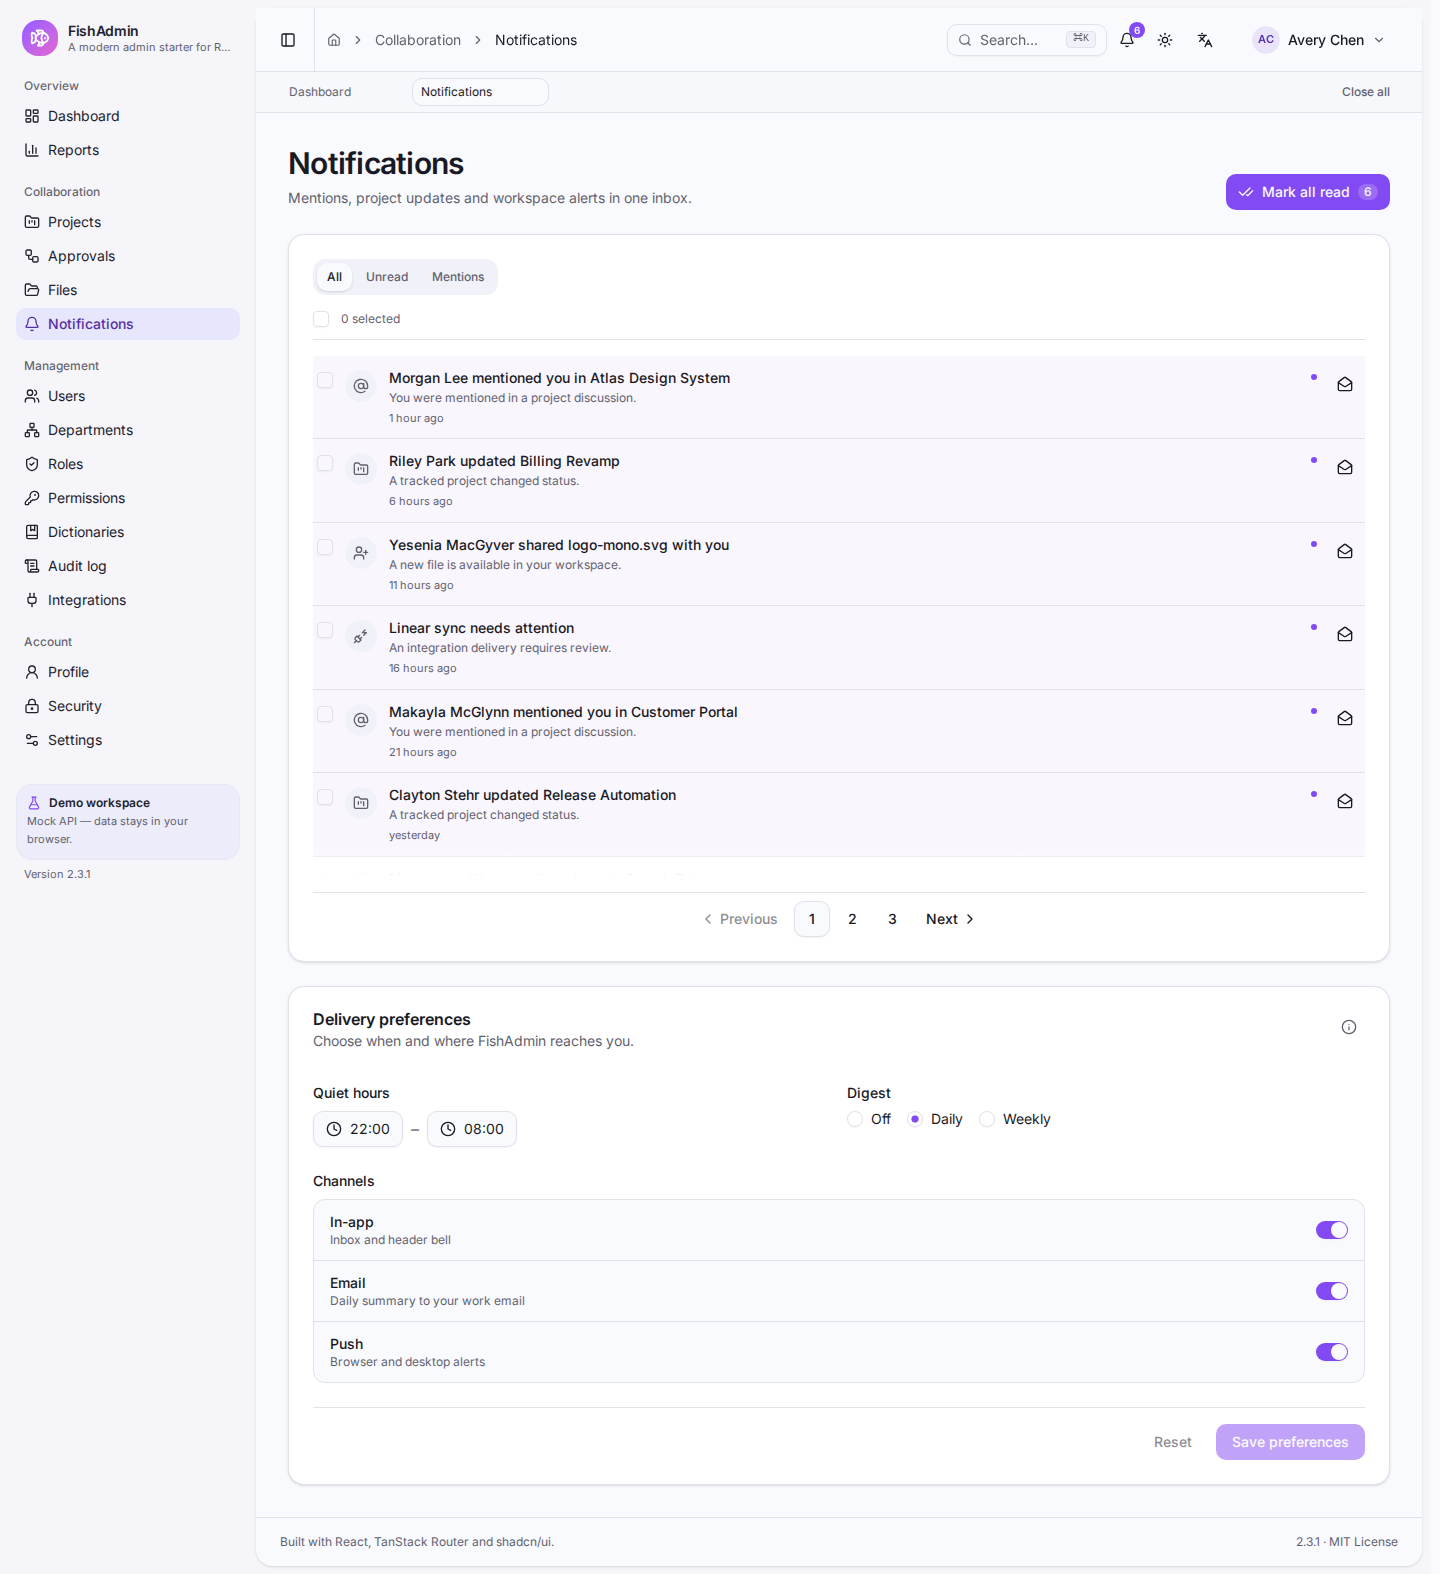 FishAdmin
A modern admin starter for R...
Overview
Dashboard
Reports
Collaboration
Projects
Approvals
Files
Notifications
Management
Users
Departments
Roles
Permissions
Dictionaries
Audit log
Integrations
Account
Profile
Security
Settings
Demo workspace
Mock API — data stays in your
browser.
Version 2.3.1
Collaboration
Notifications
Search...
⌘K
6
AC
Avery Chen
Dashboard
Notifications
Close all
Notifications
Mentions, project updates and workspace alerts in one inbox.
Mark all read 6
All
Unread
Mentions
0 selected
Morgan Lee mentioned you in Atlas Design System
You were mentioned in a project discussion.
1 hour ago
Riley Park updated Billing Revamp
A tracked project changed status.
6 hours ago
Yesenia MacGyver shared logo-mono.svg with you
A new file is available in your workspace.
11 hours ago
Linear sync needs attention
An integration delivery requires review.
16 hours ago
Makayla McGlynn mentioned you in Customer Portal
You were mentioned in a project discussion.
21 hours ago
Clayton Stehr updated Release Automation
A tracked project changed status.
yesterday
Previous
1
2
3
Next
Delivery preferences
Choose when and where FishAdmin reaches you.
Quiet hours
22:00 – 08:00
Digest
Off
Daily
Weekly
Channels
In-app
Inbox and header bell
Email
Daily summary to your work email
Push
Browser and desktop alerts
Reset
Save preferences
Built with React, TanStack Router and shadcn/ui.
2.3.1 · MIT License